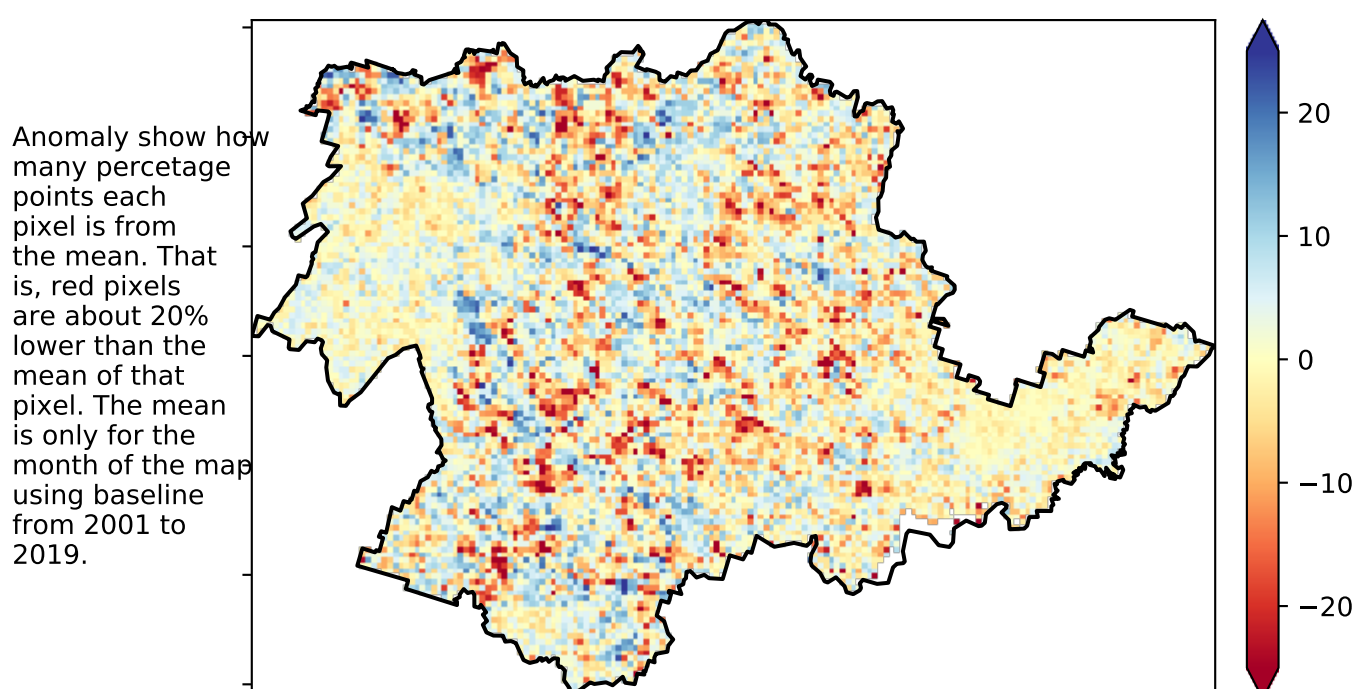 Anomaly show how
many percetage
points each
pixel is from
the mean. That
is, red pixels
are about 20%
lower than the
mean of that
pixel. The mean
is only for the
month of the map
using baseline
from 2001 to
2019.
20
10
0
−10
−20